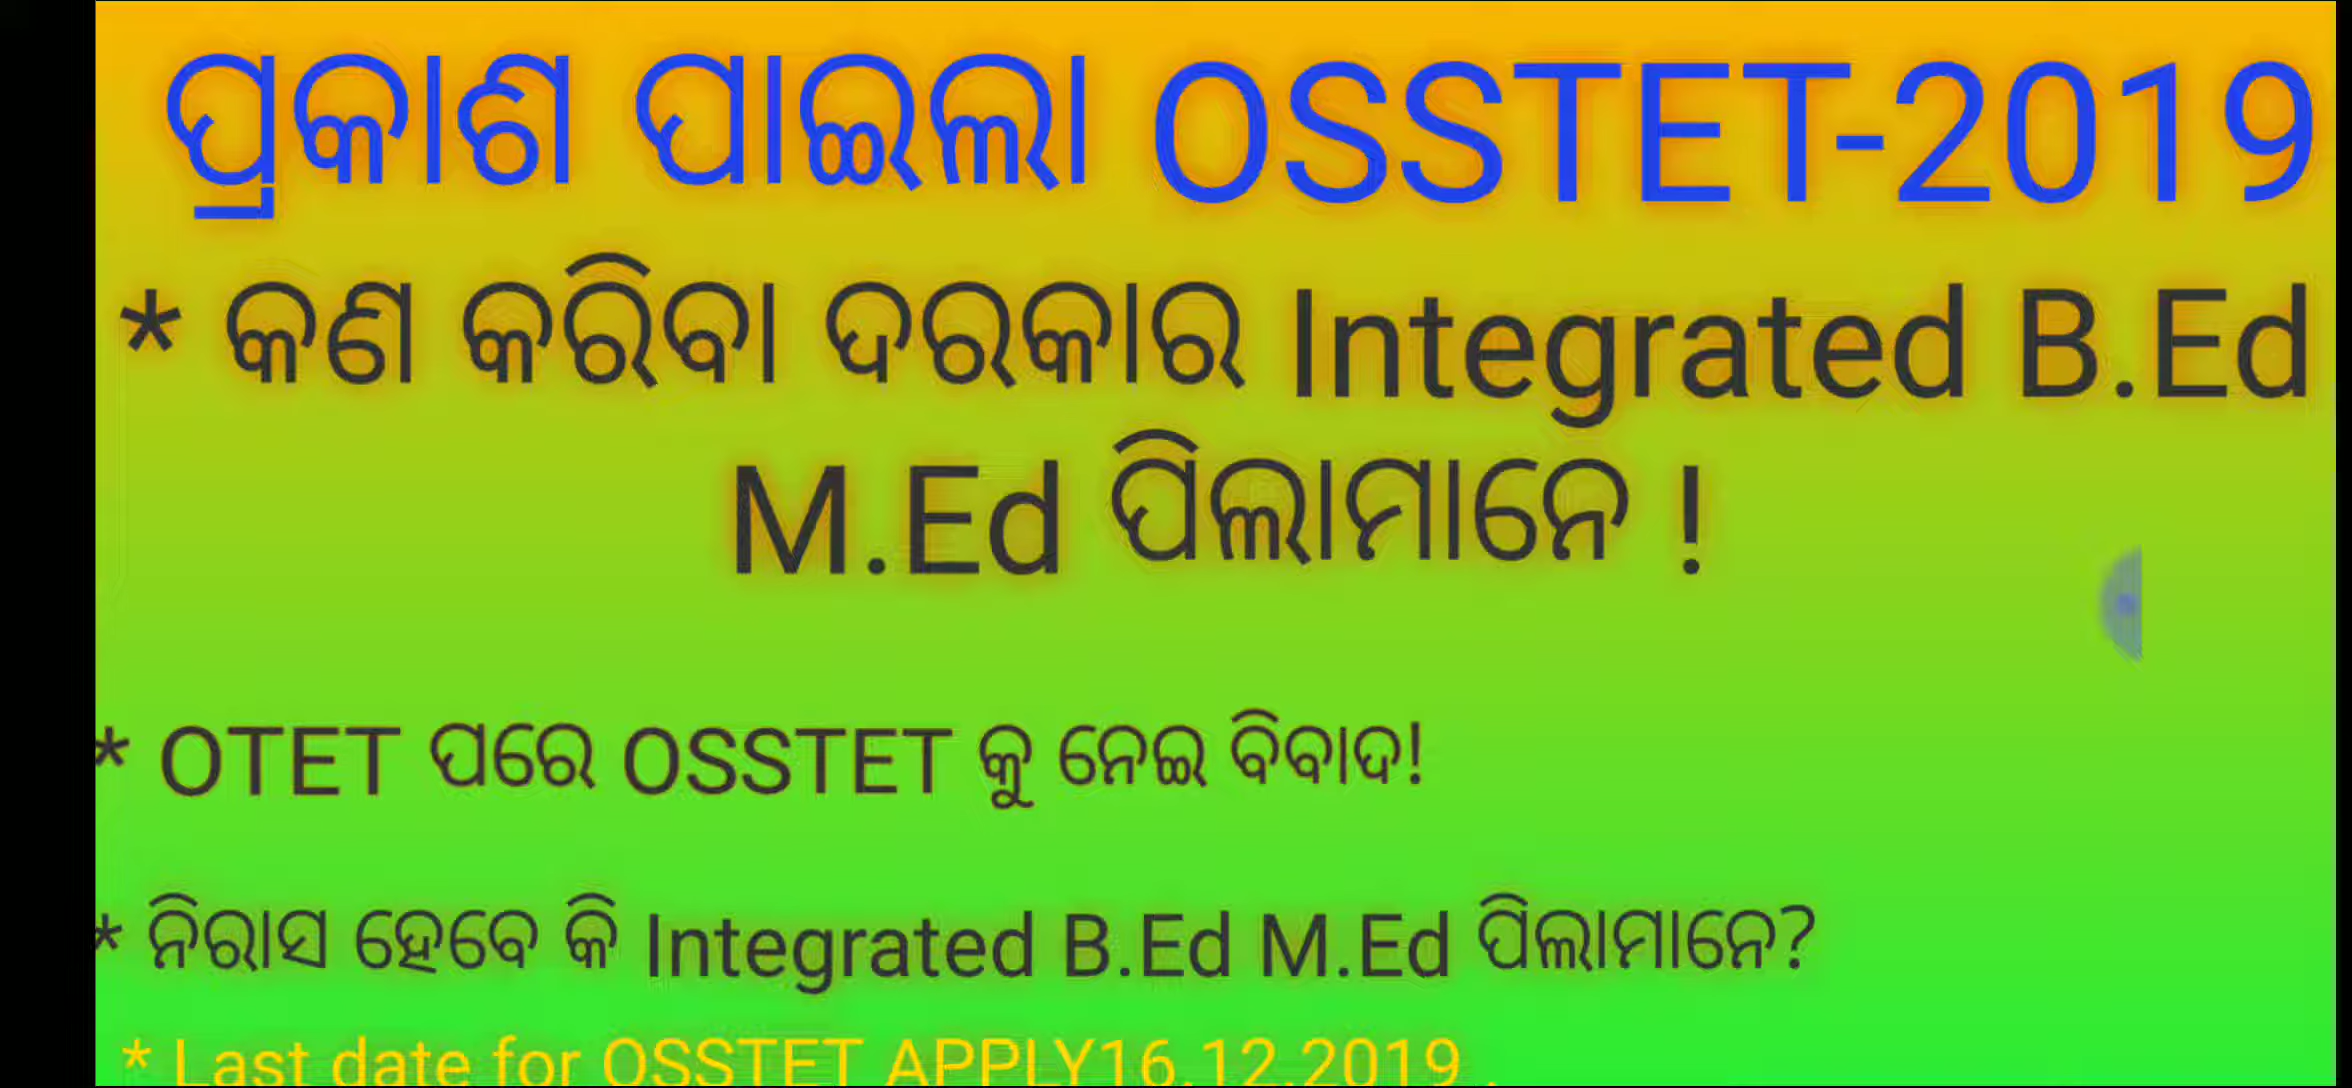 ପ୍ରକାଶ ପାଇଲା OSSTET-2019
* କଣ କରିବା ଦରକାର Integrated B.Ed
M.Ed ପିଲାମାନେ !
* OTET ପରେ OSSTET କୁ ନେଇ ବିବାଦ!
* ନିରାସ ହେବେ କି Integrated B.Ed M.Ed ପିଲାମାନେ?
* Last date for OSSTET APPLY16.12.2019 .